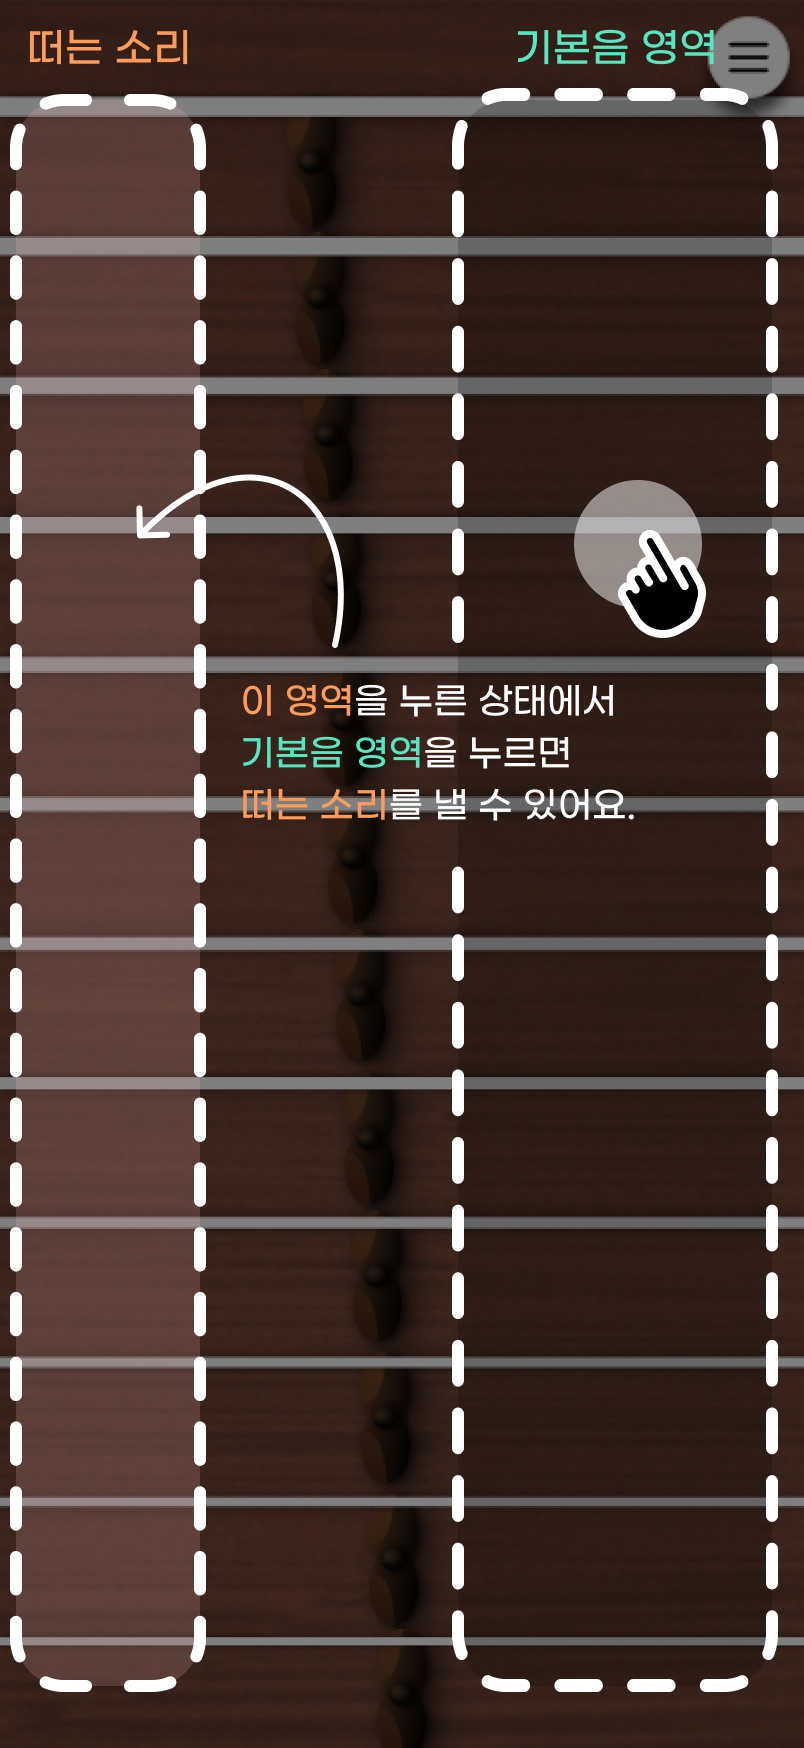 떠는 소리
기본음 영역
이 영역을 누른 상태에서
기본음 영역을 누르면
떠는 소리를 낼 수 있어요.